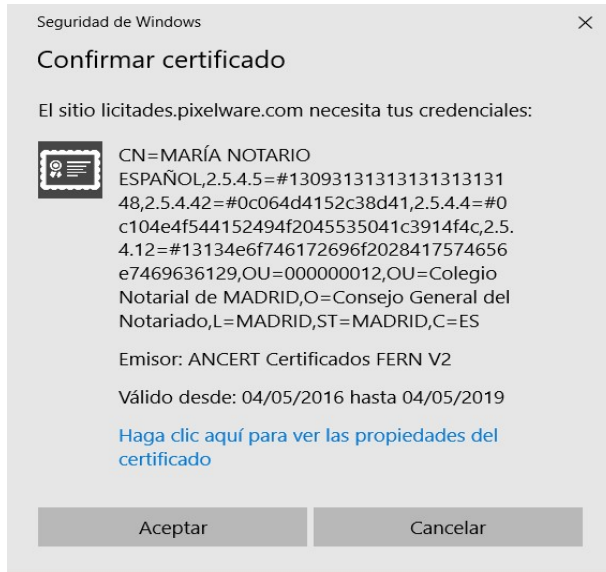 Seguridad de Windows
Confirmar certificado
El sitio licitades.pixelware.com necesita tus credenciales:
CN=MARÍA NOTARIO
ESPAÑOL,2.5.4.5=#13093131313131313131
48,2.5.4.42=#0c064d4152c38d41,2.5.4.4=#0
c104e4f544152494f2045535041c3914f4c,2.5.
4.12=#13134e6f746172696f2028417574656
e7469636129,OU=000000012,OU=Colegio
Notarial de MADRID,O=Consejo General del
Notariado,L=MADRID,ST=MADRID,C=ES
Emisor: ANCERT Certificados FERN V2
Válido desde: 04/05/2016 hasta 04/05/2019
Haga clic aquí para ver las propiedades del
certificado
Aceptar
Cancelar